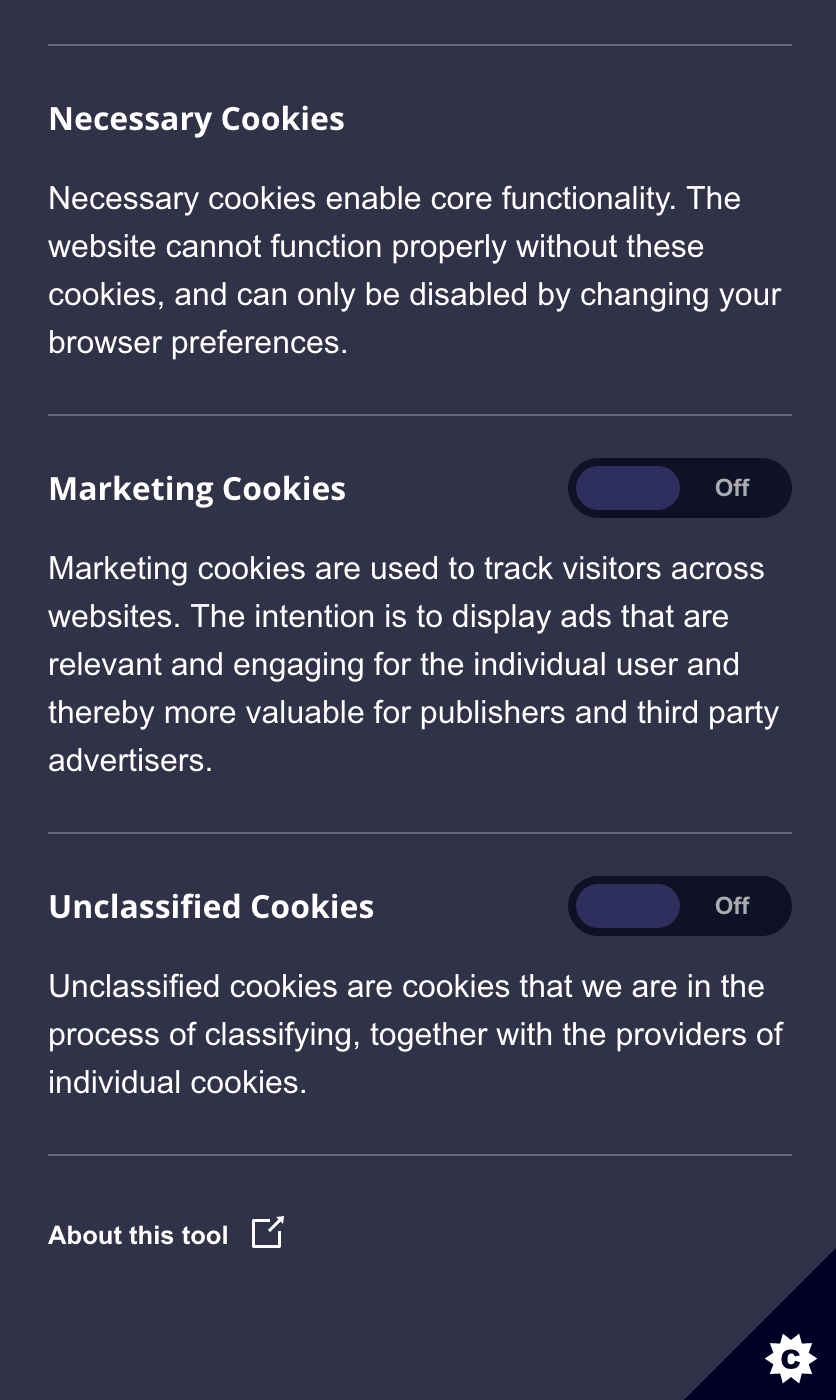 Necessary Cookies
Necessary cookies enable core functionality. The
website cannot function properly without these
cookies, and can only be disabled by changing your
browser preferences.
Marketing Cookies
Off
Marketing cookies are used to track visitors across
websites. The intention is to display ads that are
relevant and engaging for the individual user and
thereby more valuable for publishers and third party
advertisers.
Unclassified Cookies
Off
Unclassified cookies are cookies that we are in the
process of classifying, together with the providers of
individual cookies.
About this tool
C